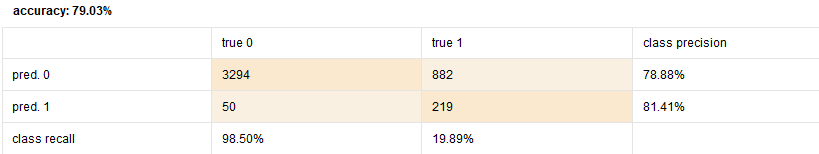 accuracy: 79.03%
true 0 true 1 class precision
pred. 0 3294 882 78.88%
pred. 1 50 219 81.41%
class recall 98.50% 19.89%